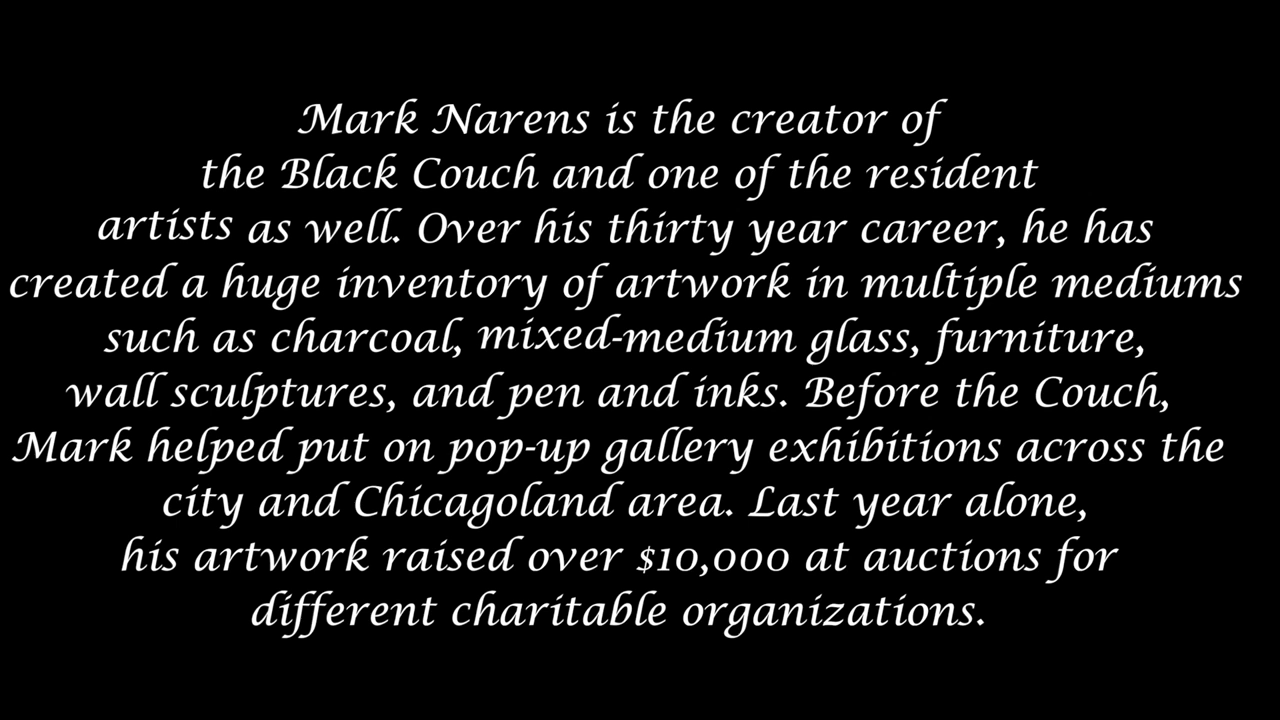 Mark Narens is the creator of
the Black Couch and one of the resident
artists as well. Over his thirty year career, he has
created a huge inventory of artwork in multiple mediums
such as charcoal, mixed-medium glass, furniture,
wall sculptures, and pen and inks. Before the Couch,
Mark helped put on pop-up gallery exhibitions across the
city and Chicagoland area. Last year alone,
his artwork raised over $10,000 at auctions for
different charitable organizations.